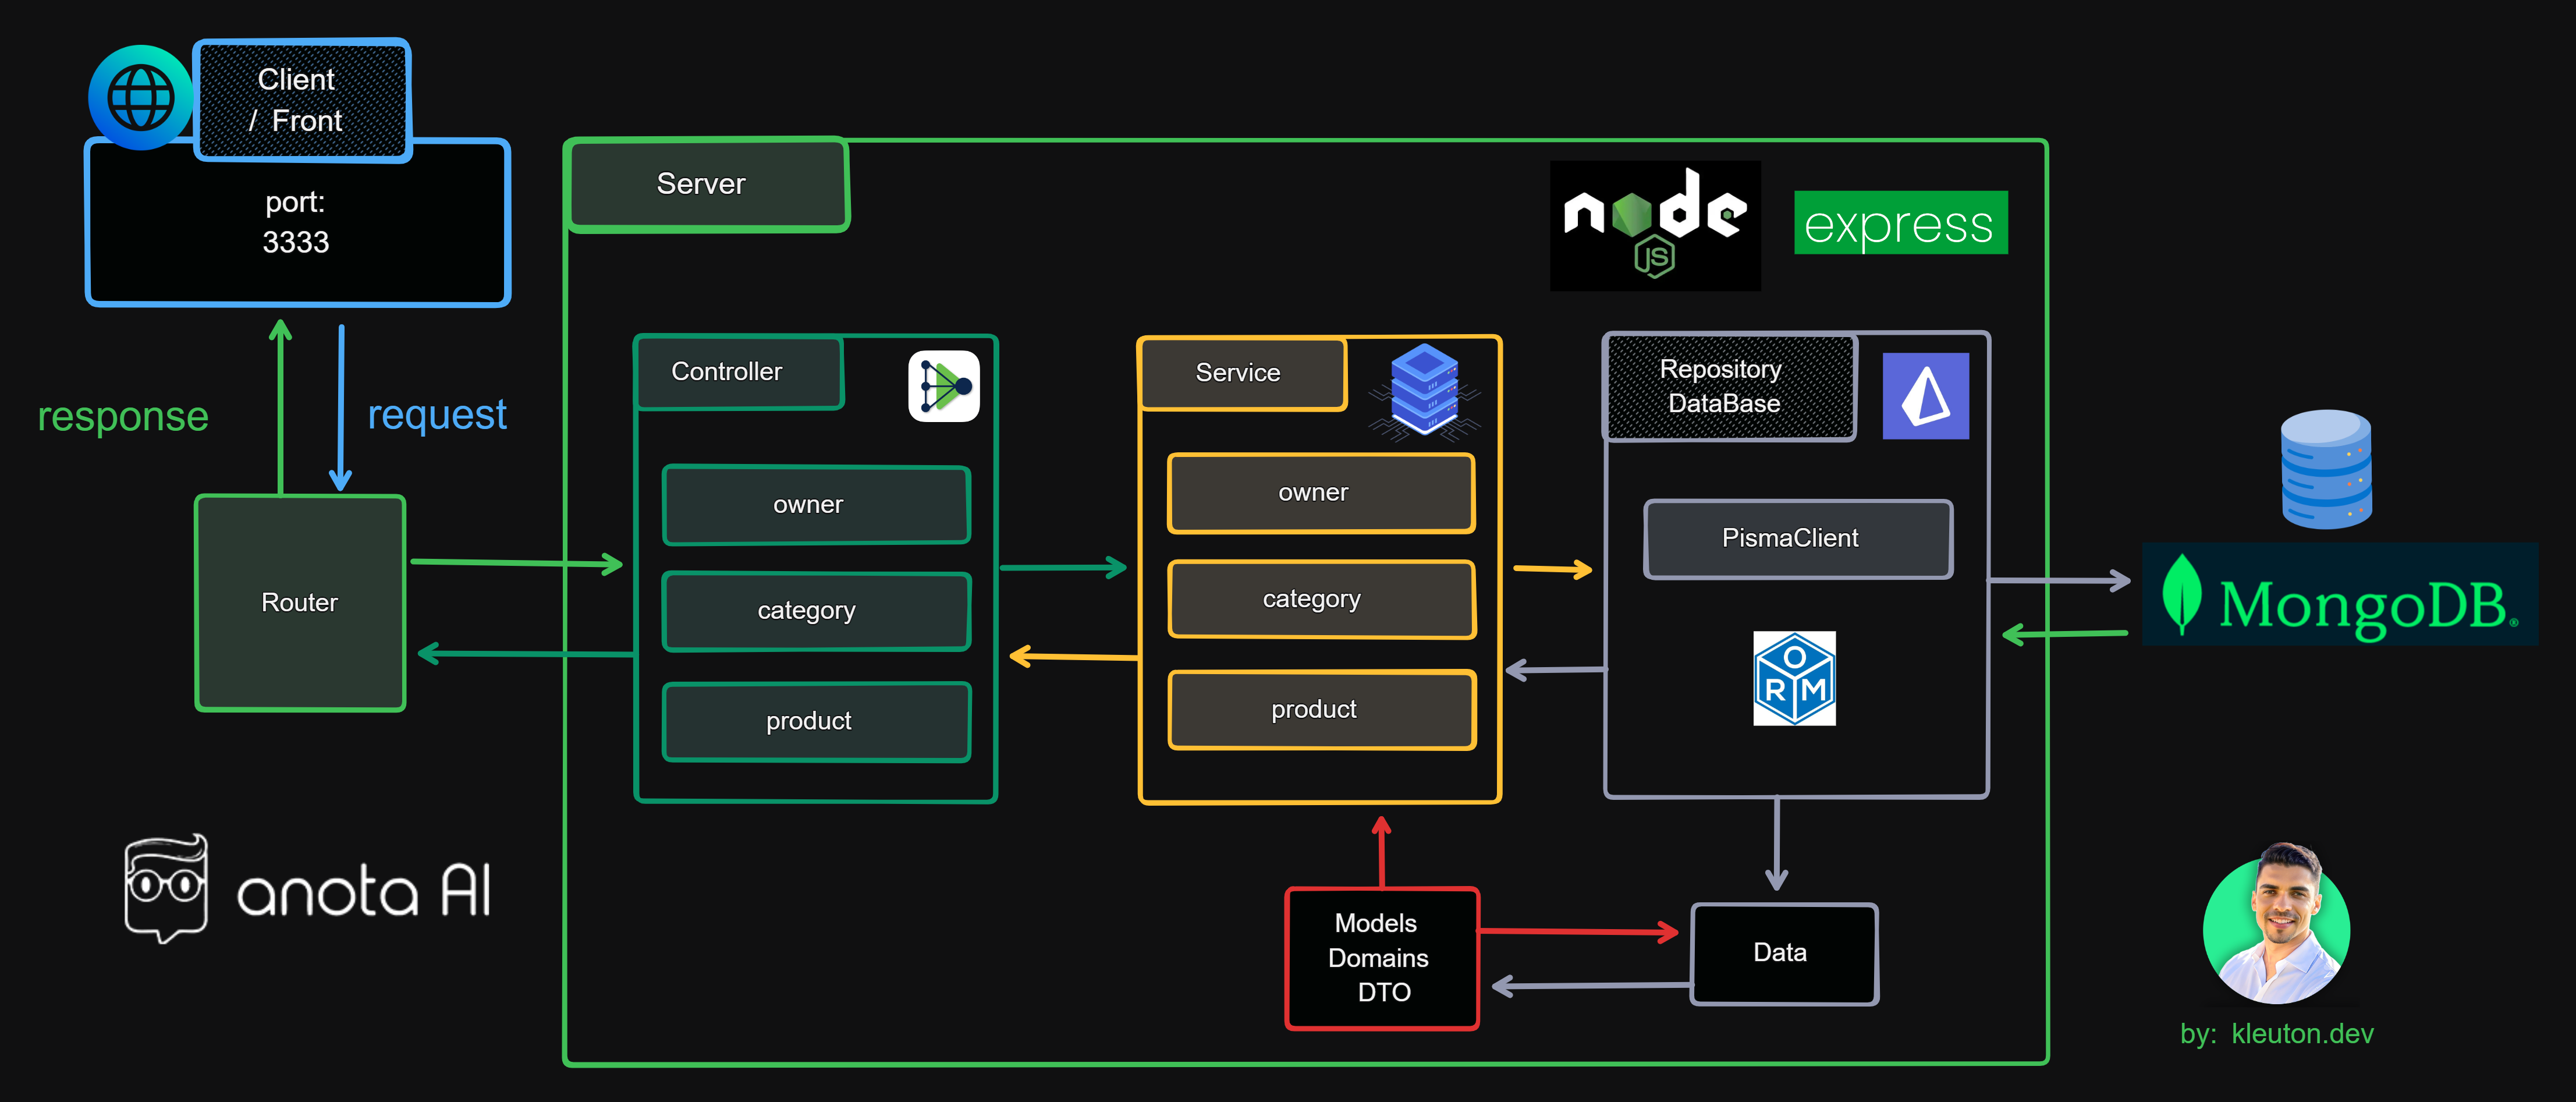 Client
/ Front
port:
3333
response
request
Router
Server
node
JS
express
Controller
owner
category
product
Service
owner
category
product
Repository
DataBase
PismaClient
O
R M
MongoDB®
Models
Domains
DTO
Data
anota AI
by: kleuton.dev